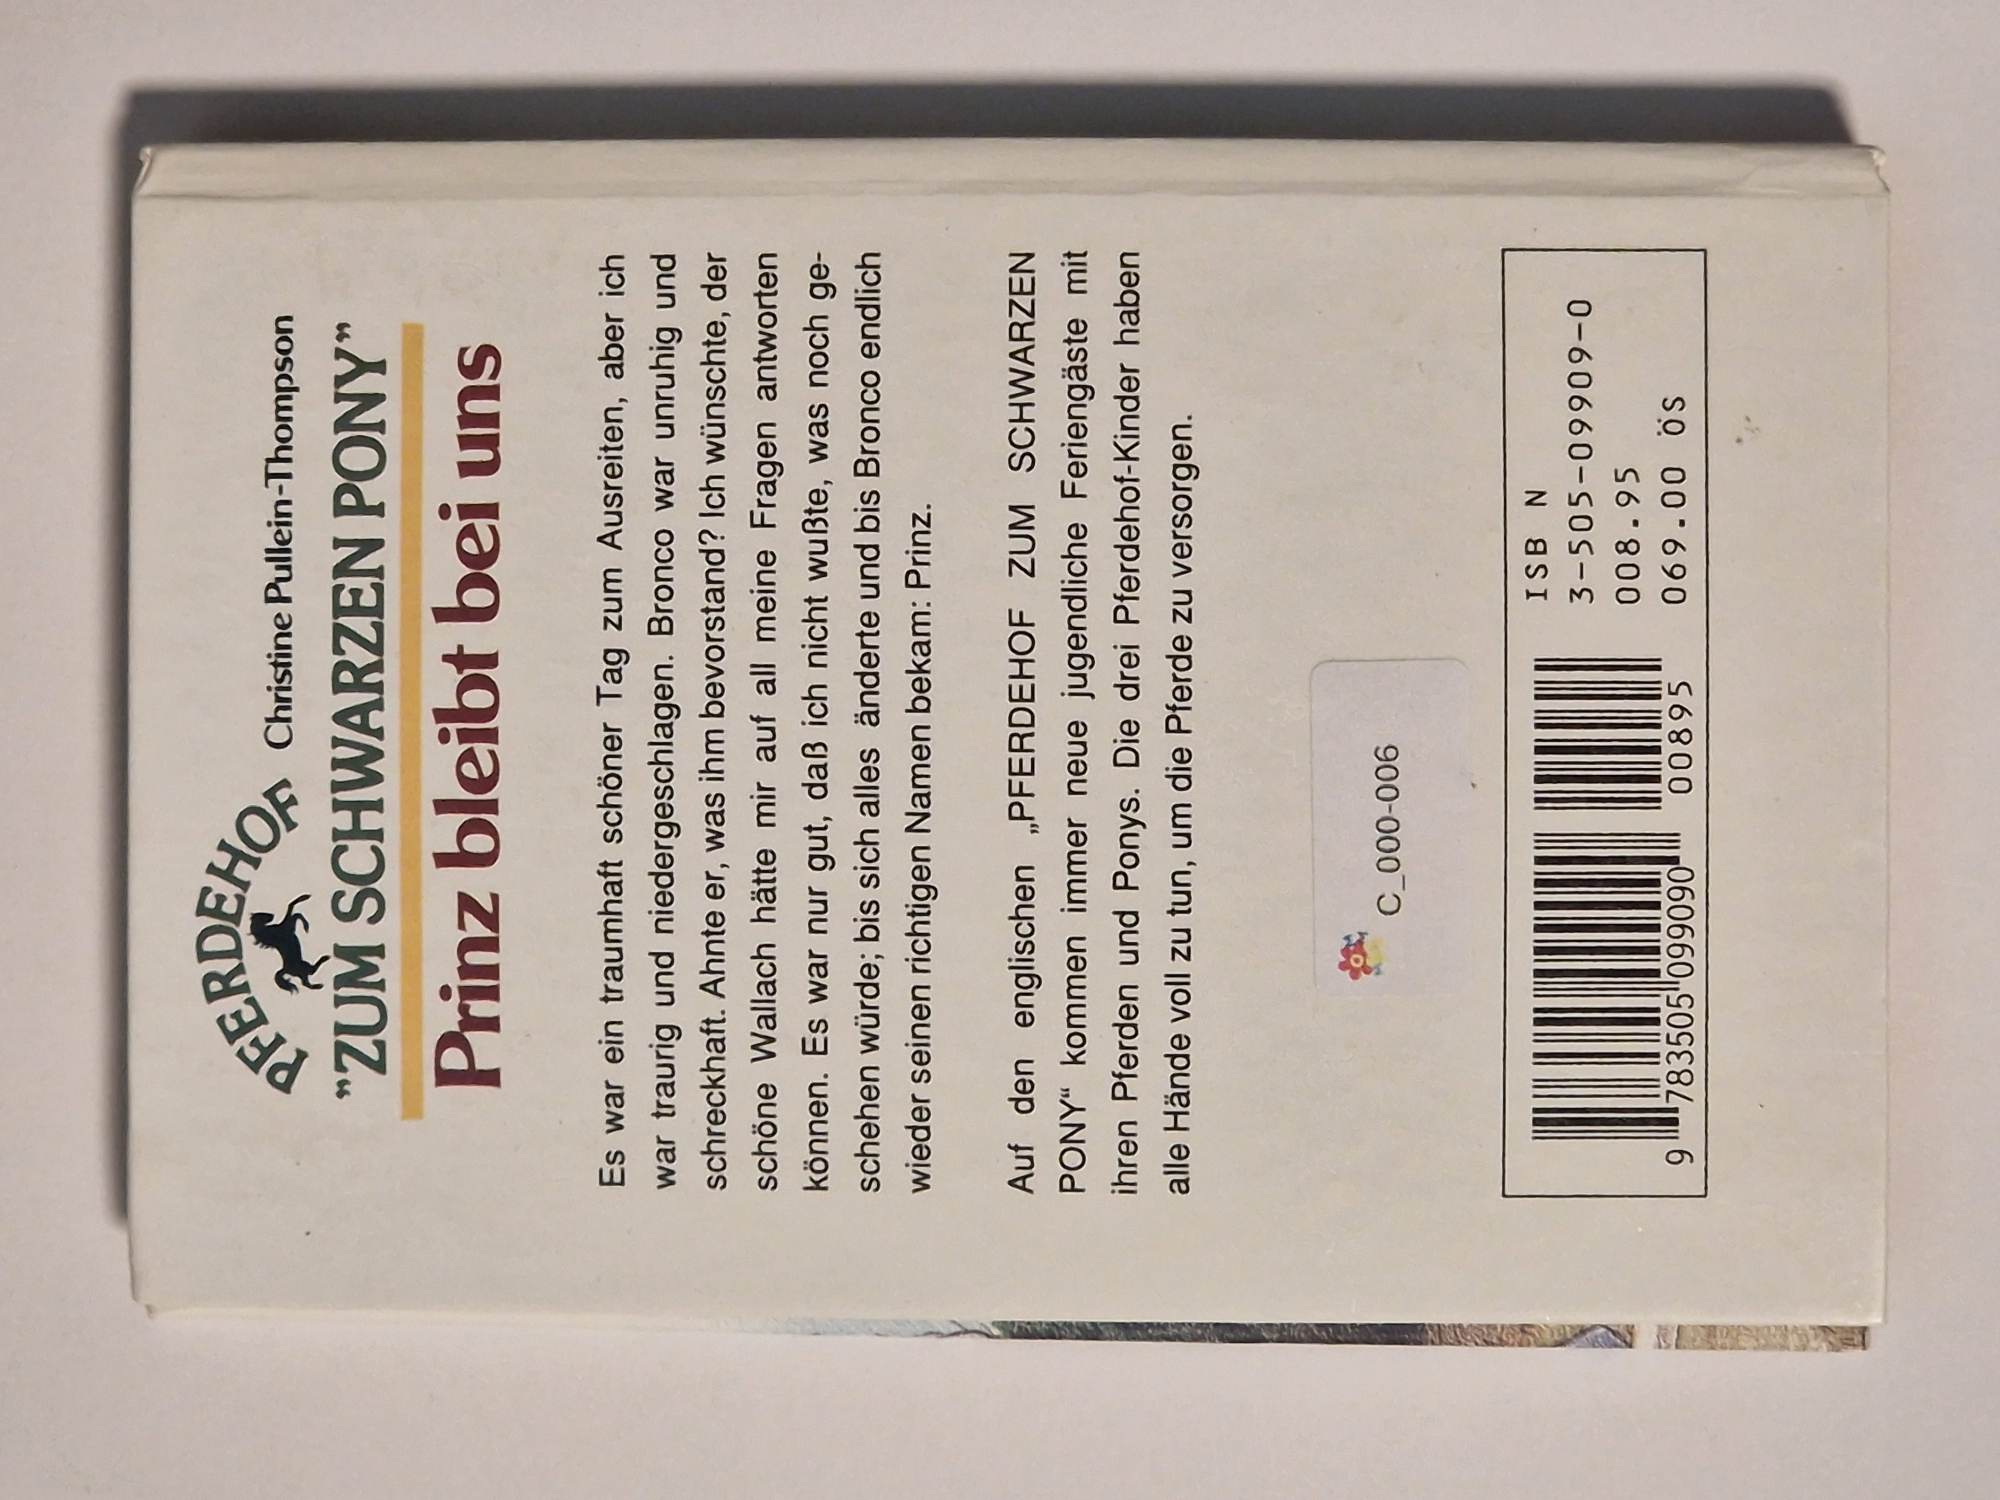 PFERDEHOF
Christine Pullein-Thompson
"ZUM SCHWARZEN PONY"
Prinz bleibt bei uns
Es war ein traumhaft schöner Tag zum Ausreiten, aber ich
war traurig und niedergeschlagen. Bronco war unruhig und
schreckhaft. Ahnte er, was ihm bevorstand? Ich wünschte, der
schöne Wallach hätte mir auf all meine Fragen antworten
können. Es war nur gut, daß ich nicht wußte, was noch ge-
schehen würde; bis sich alles änderte und bis Bronco endlich
wieder seinen richtigen Namen bekam: Prinz.
Auf den englischen „PFERDEHOF ZUM SCHWARZEN
PONY“ kommen immer neue jugendliche Feriengäste mit
ihren Pferden und Ponys. Die drei Pferdehof-Kinder haben
alle Hände voll zu tun, um die Pferde zu versorgen.
C_000-006
ISB N
3-505-09909-0
008.95
069.00 öS
9 783505 099090
00895